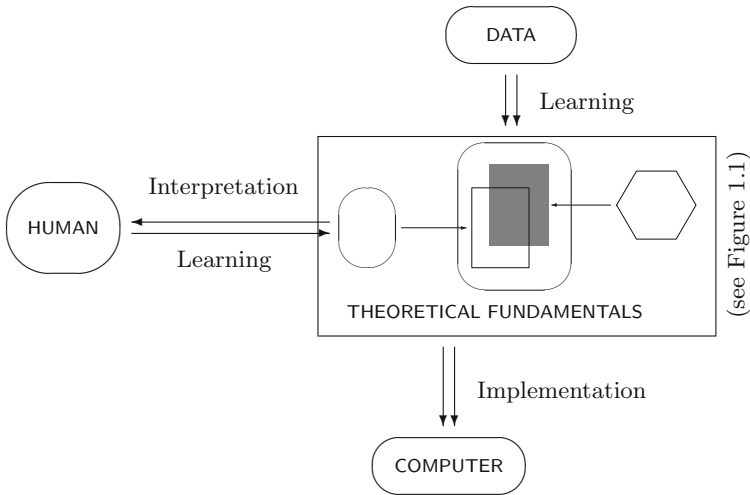 DATA
Learning
Interpretation
HUMAN
Learning
THEORETICAL FUNDAMENTALS
(see Figure 1.1)
Implementation
COMPUTER